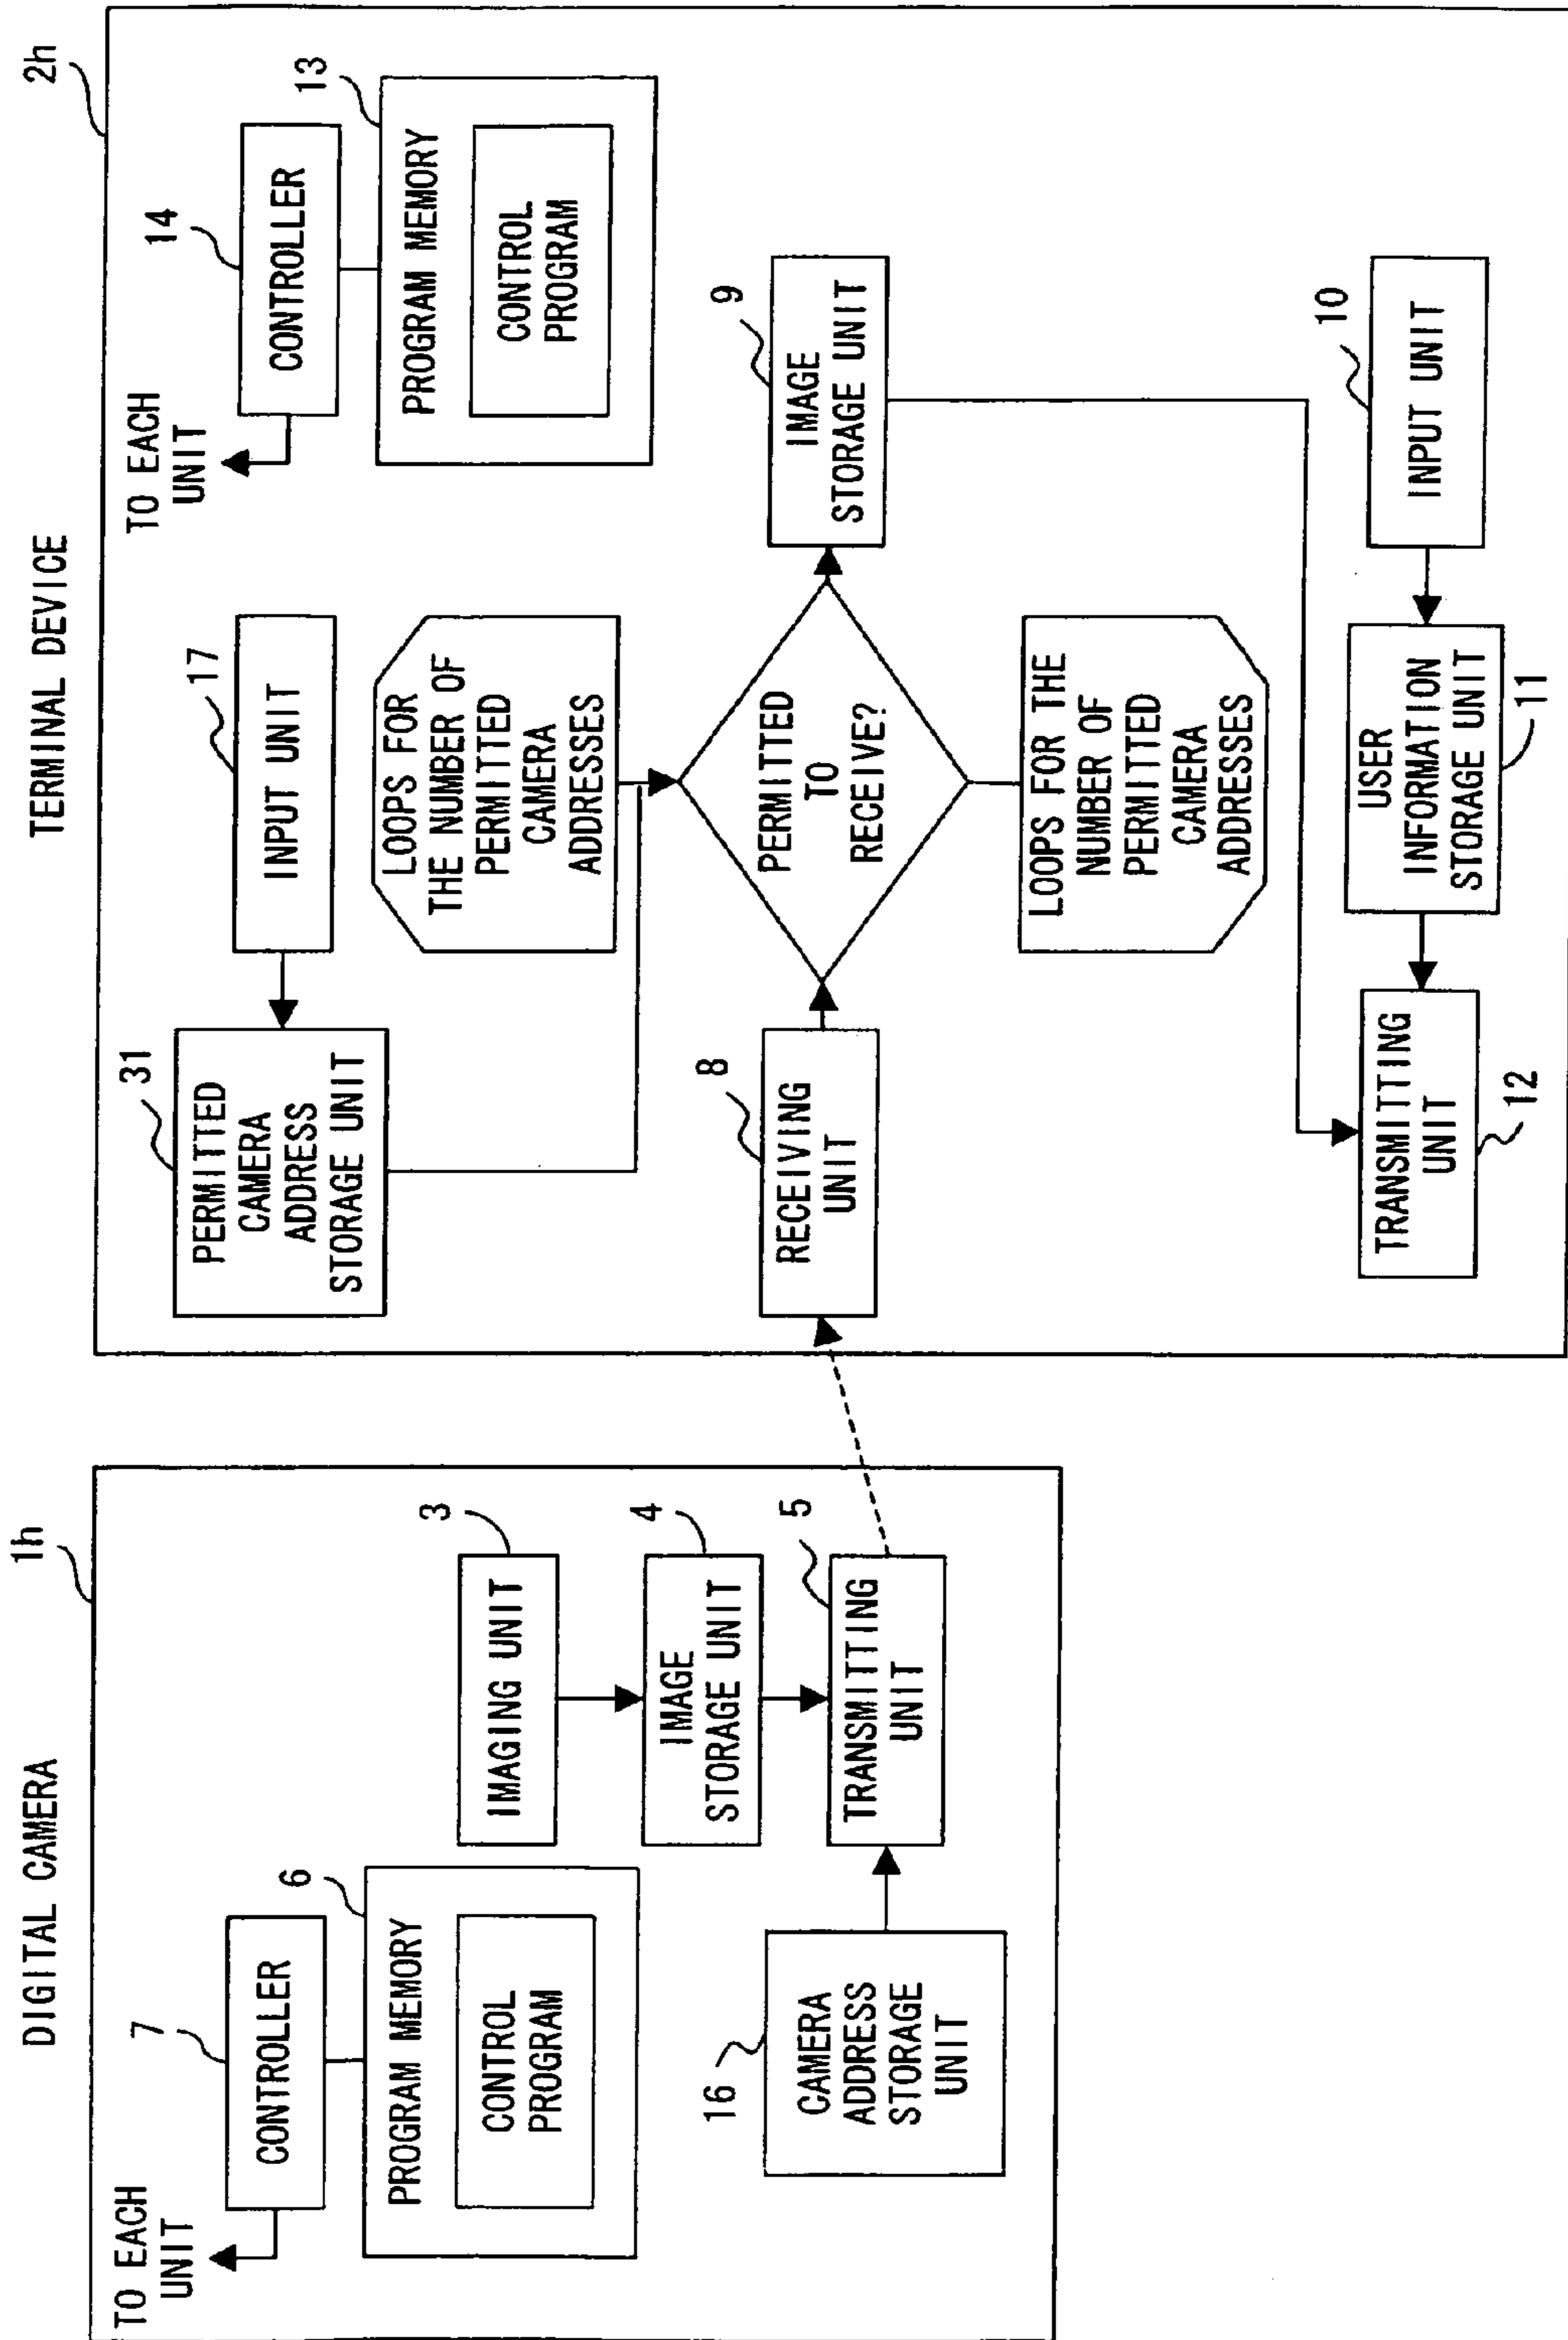 DIGITAL CAMERA
1h
TO EACH
UNIT
7
CONTROLLER
6
PROGRAM MEMORY
CONTROL
PROGRAM
3
IMAGING UNIT
4
IMAGE
STORAGE UNIT
5
TRANSMITTING
UNIT
16
CAMERA
ADDRESS
STORAGE
UNIT
TERMINAL DEVICE
2h
31
PERMITTED
CAMERA
ADDRESS
STORAGE UNIT
17
INPUT UNIT
TO EACH
UNIT
14
CONTROLLER
13
PROGRAM MEMORY
CONTROL
PROGRAM
LOOPS FOR
THE NUMBER OF
PERMITTED
CAMERA
ADDRESSES
8
RECEIVING
UNIT
PERMITTED
TO
RECEIVE?
9
IMAGE
STORAGE UNIT
LOOPS FOR THE
NUMBER OF
PERMITTED
CAMERA
ADDRESSES
TRANSMITTING
UNIT
12
USER
INFORMATION
STORAGE UNIT
11
10
INPUT UNIT